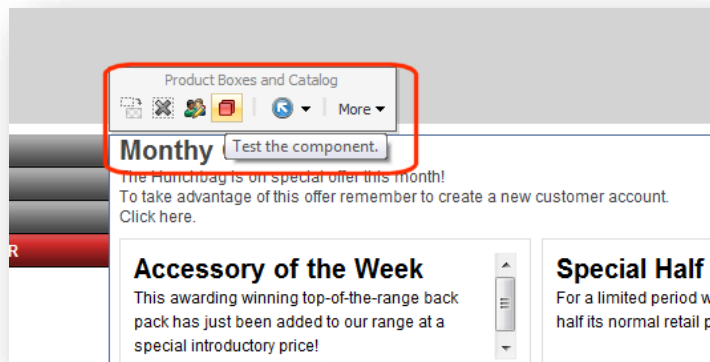 Product Boxes and Catalog
More
Test the component.
Monthy
The Hunchbag is on special offer this month!
To take advantage of this offer remember to create a new customer account.
Click here.
R
Accessory of the Week
This awarding winning top-of-the-range back
pack has just been added to our range at a
special introductory price!
Special Half
For a limited period w
half its normal retail p